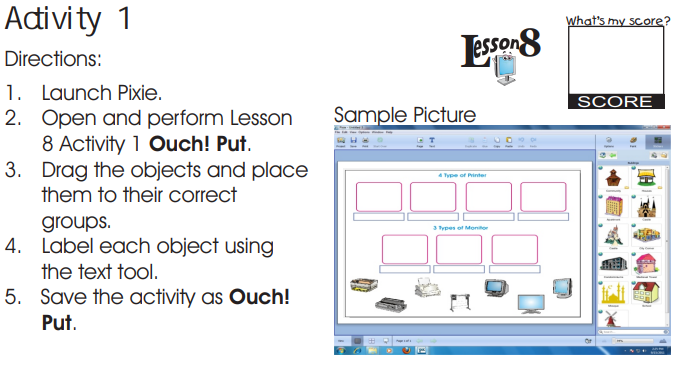 Activity 1
Lesson 8
What's my score?
SCORE
Directions:
1. Launch Pixie.
2. Open and perform Lesson
8 Activity 1 Ouch! Put.
3. Drag the objects and place
them to their correct
groups.
4. Label each object using
the text tool.
5. Save the activity as Ouch!
Put.
Sample Picture
4 Type of Printer
3 Types of Monitor